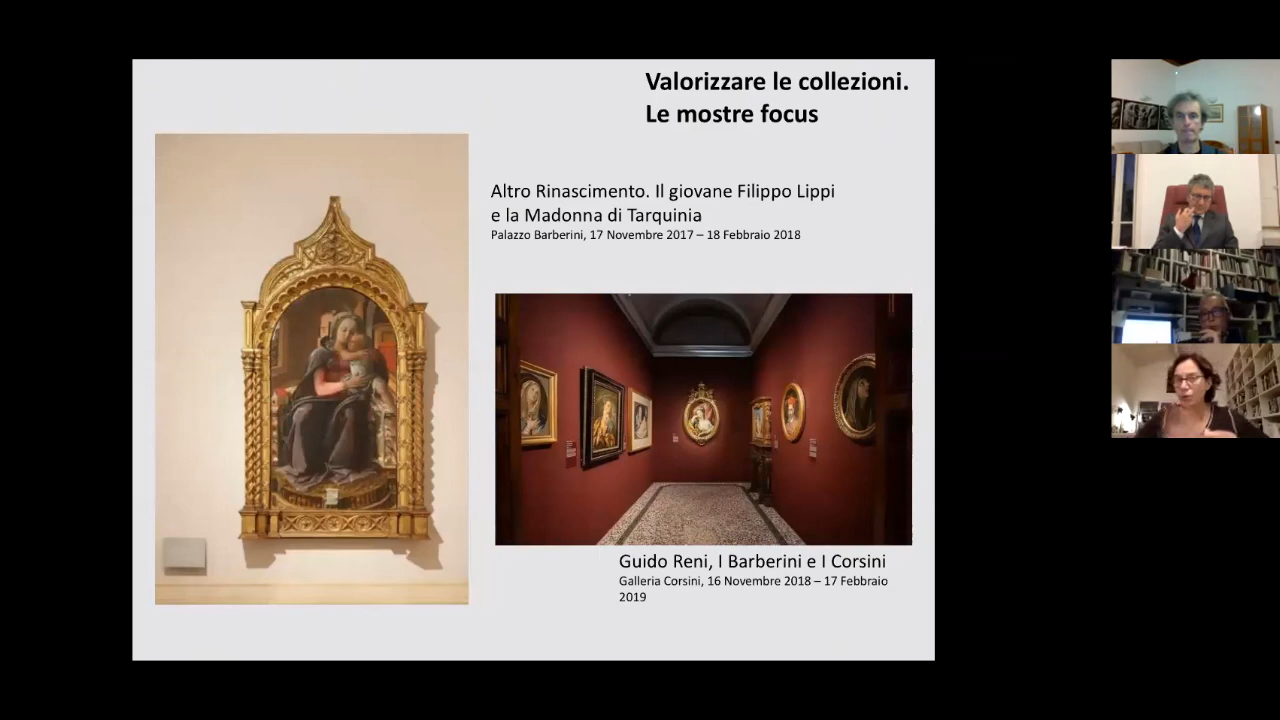 Valorizzare le collezioni.
Le mostre focus
Altro Rinascimento. Il giovane Filippo Lippi
e la Madonna di Tarquinia
Palazzo Barberini, 17 Novembre 2017 – 18 Febbraio 2018
Guido Reni, I Barberini e I Corsini
Galleria Corsini, 16 Novembre 2018 – 17 Febbraio
2019